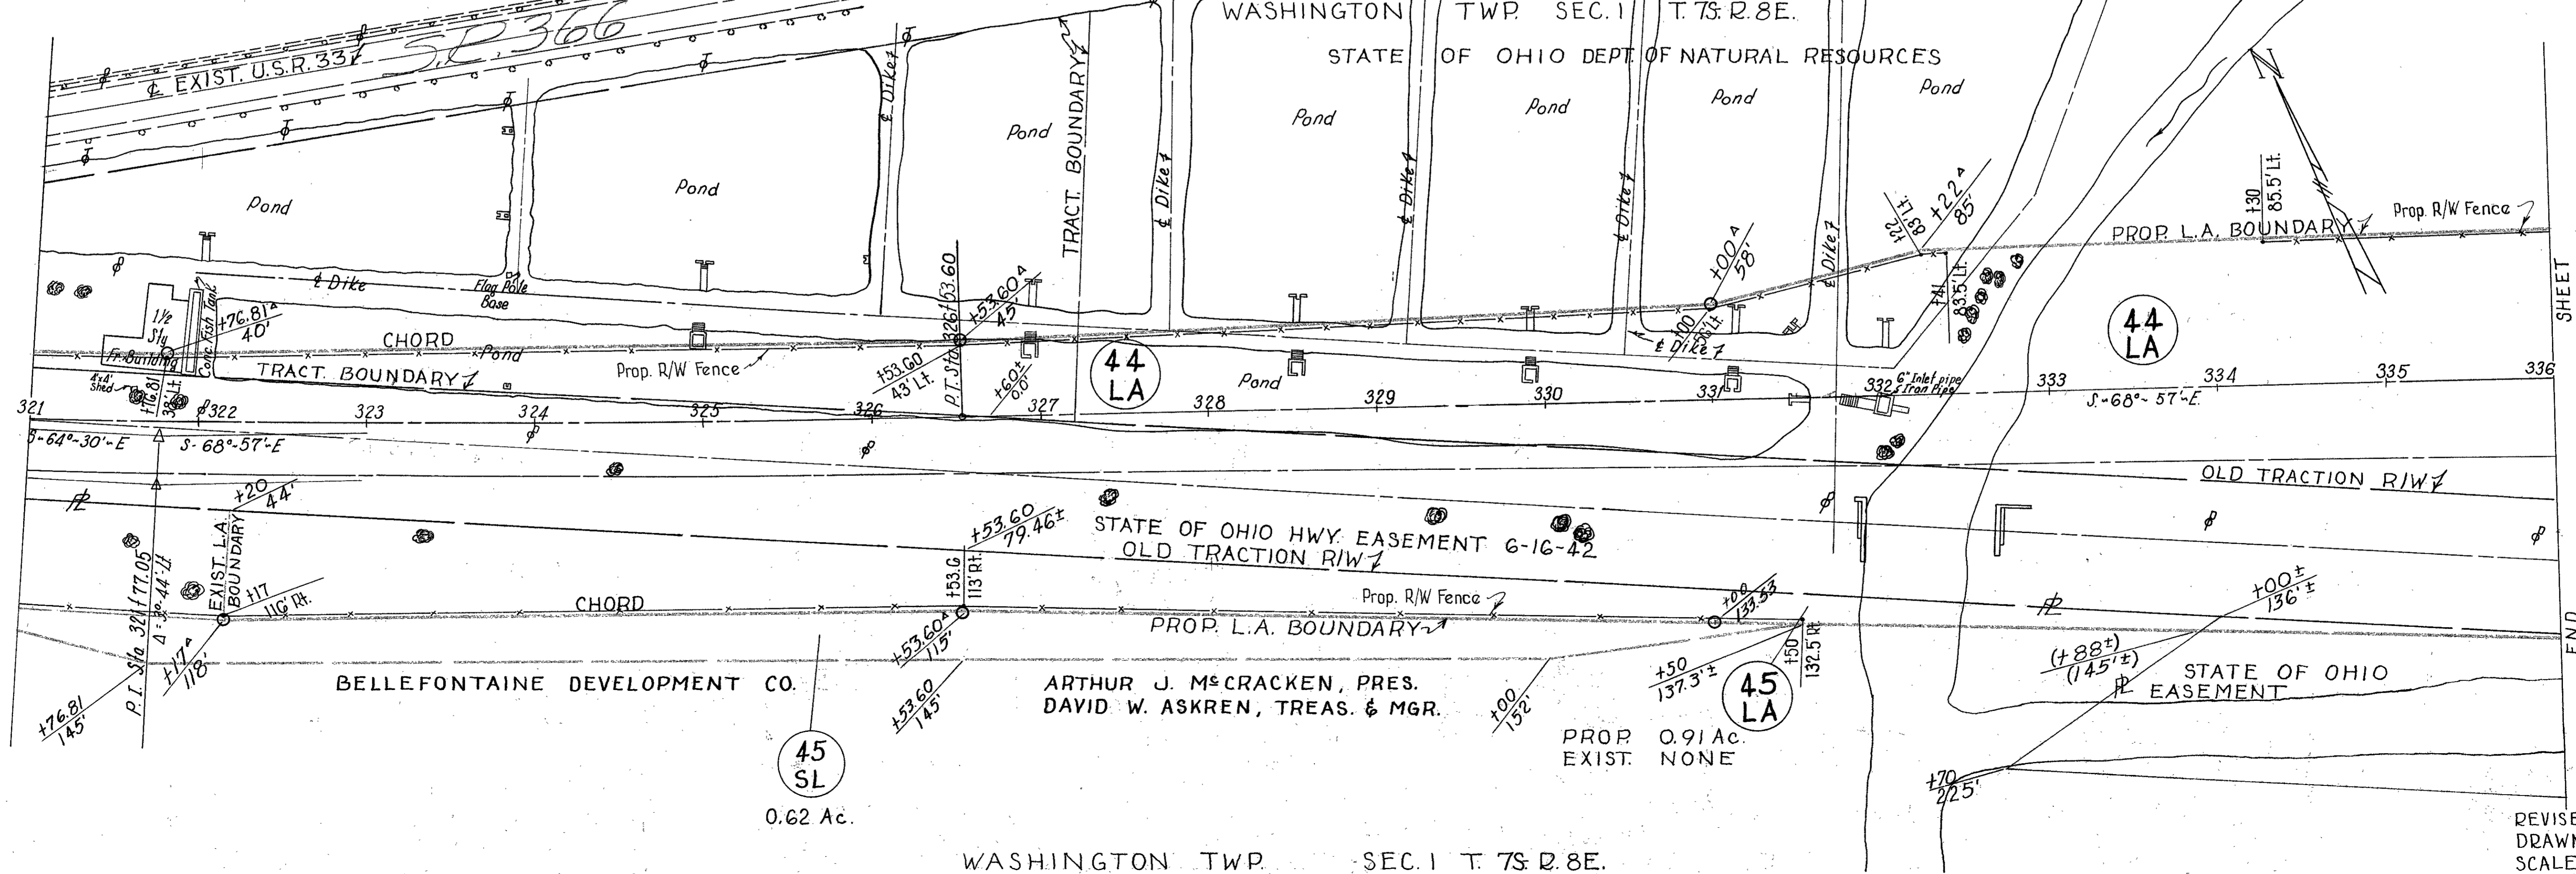 WASHINGTON TWP. SEC. 1 T. 7S. R. 8E.
STATE OF OHIO DEPT. OF NATURAL RESOURCES
S.R. 366
℄ EXIST. U.S.R. 33
Pond
Pond
Pond
Pond
Pond
Pond
Pond
℄ Dike
TRACT. BOUNDARY
℄ Dike
℄ Dike
℄ Dike
℄ Dike
N
+22
83' Lt.
+22
85'
+30
85.5' Lt.
PROP. L.A. BOUNDARY
Prop. R/W Fence
+41
83.5' Lt.
+00
58'
+00
℄ Dike
℄ Dike
Flag Pole
Base
1½
Sty
Fr. Building
Conc. Fish Tank
+76.81
40'
CHORD
Pond
TRACT. BOUNDARY
Prop. R/W Fence
4'x4'
Shed
+76.81
P.T. Sta. 326+53.60
+53.60
45'
+53.60
43' Lt.
+60±
0.0'
44
LA
Pond
44
LA
6" Inlet pipe
Iron Pipe
SHEET
321 322 323 324 325 326 327 328 329 330 331 332 333 334 335 336
S-64°-30'-E
S-68°-57'-E
S.-68°-57'-E.
OLD TRACTION R/W
℄
+20
44'
EXIST. L.A.
BOUNDARY
+17
116' Rt.
+17
118'
P.I. Sta. 321+77.05
Δ=3°-44' Lt.
+76.81
145'
CHORD
+53.60
79.46±
+53.6
113' Rt.
+53.60
115'
+53.60
145'
STATE OF OHIO HWY. EASEMENT 6-16-42
OLD TRACTION R/W
Prop. R/W Fence
PROP. L.A. BOUNDARY
+00
133.53
+50
132.5' Rt.
+50
137.3'±
+00
152'
45
LA
PROP. 0.91 Ac.
EXIST. NONE
+00±
136'±
(+88±)
(145'±)
STATE OF OHIO
EASEMENT
+70
225'
END
BELLEFONTAINE DEVELOPMENT CO.
ARTHUR J. McCRACKEN, PRES.
DAVID W. ASKREN, TREAS. & MGR.
45
SL
0.62 Ac.
WASHINGTON TWP. SEC. 1 T. 7S. R. 8E.
REVISE
DRAWN
SCALE